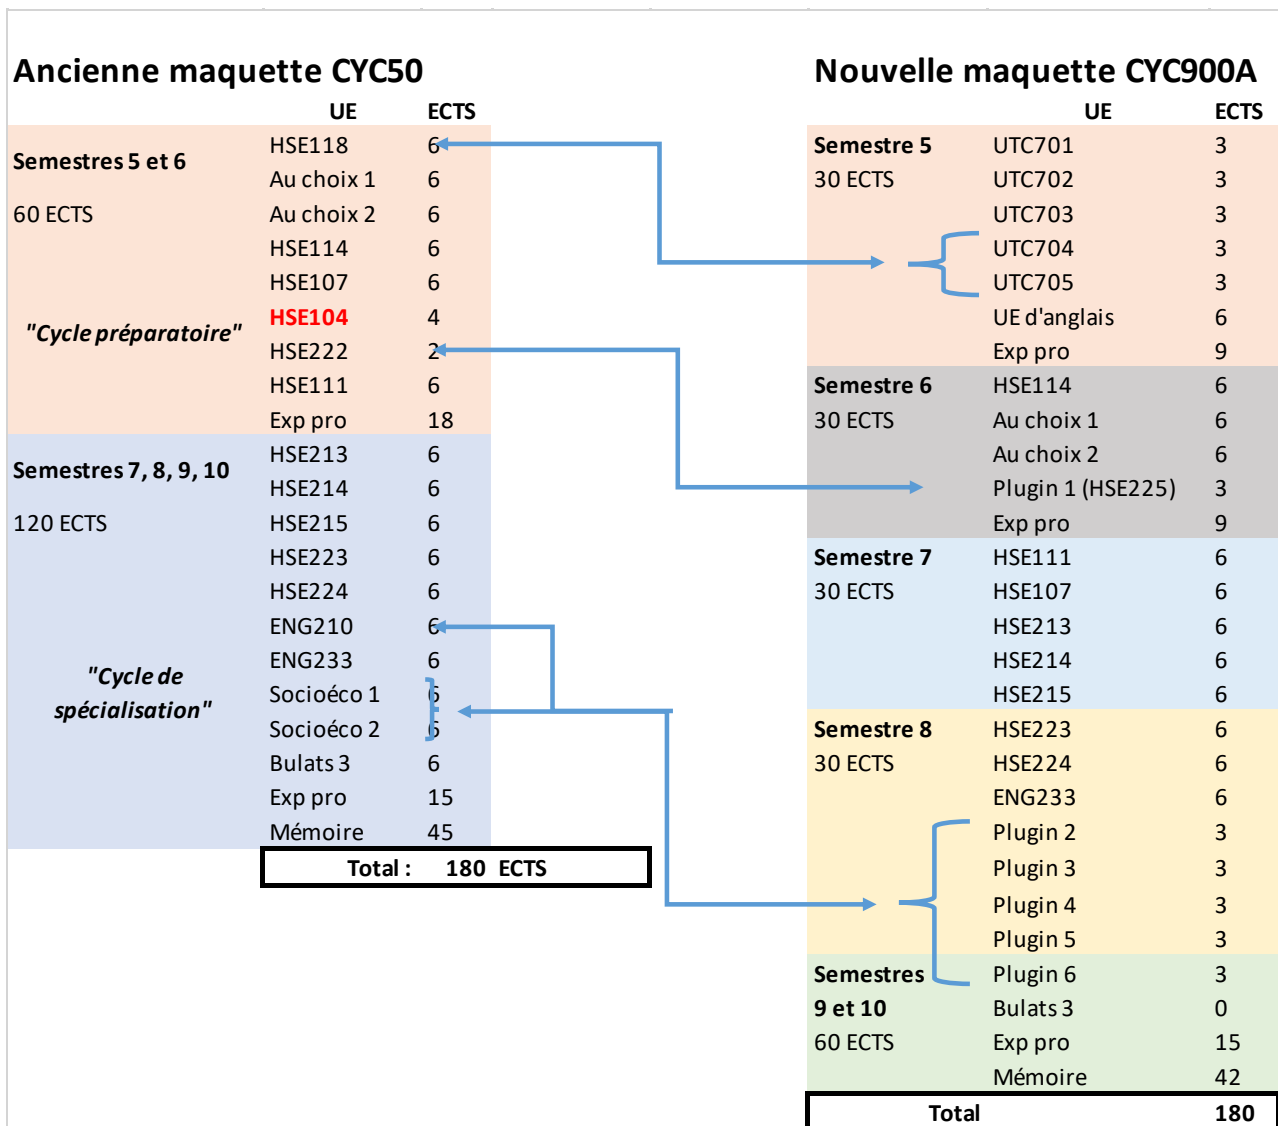 Ancienne maquette CYC50
UE ECTS
Semestres 5 et 6
60 ECTS
"Cycle préparatoire"
HSE118 6
Au choix 1 6
Au choix 2 6
HSE114 6
HSE107 6
HSE104 4
HSE222 2
HSE111 6
Exp pro 18
Semestres 7, 8, 9, 10
120 ECTS
"Cycle de
spécialisation"
HSE213 6
HSE214 6
HSE215 6
HSE223 6
HSE224 6
ENG210 6
ENG233 6
Socioéco 1 6
Socioéco 2 6
Bulats 3 6
Exp pro 15
Mémoire 45
Total : 180 ECTS
Nouvelle maquette CYC900A
UE ECTS
Semestre 5 UTC701 3
30 ECTS UTC702 3
UTC703 3
UTC704 3
UTC705 3
UE d'anglais 6
Exp pro 9
Semestre 6 HSE114 6
30 ECTS Au choix 1 6
Au choix 2 6
Plugin 1 (HSE225) 3
Exp pro 9
Semestre 7 HSE111 6
30 ECTS HSE107 6
HSE213 6
HSE214 6
HSE215 6
Semestre 8 HSE223 6
30 ECTS HSE224 6
ENG233 6
Plugin 2 3
Plugin 3 3
Plugin 4 3
Plugin 5 3
Semestres Plugin 6 3
9 et 10 Bulats 3 0
60 ECTS Exp pro 15
Mémoire 42
Total 180